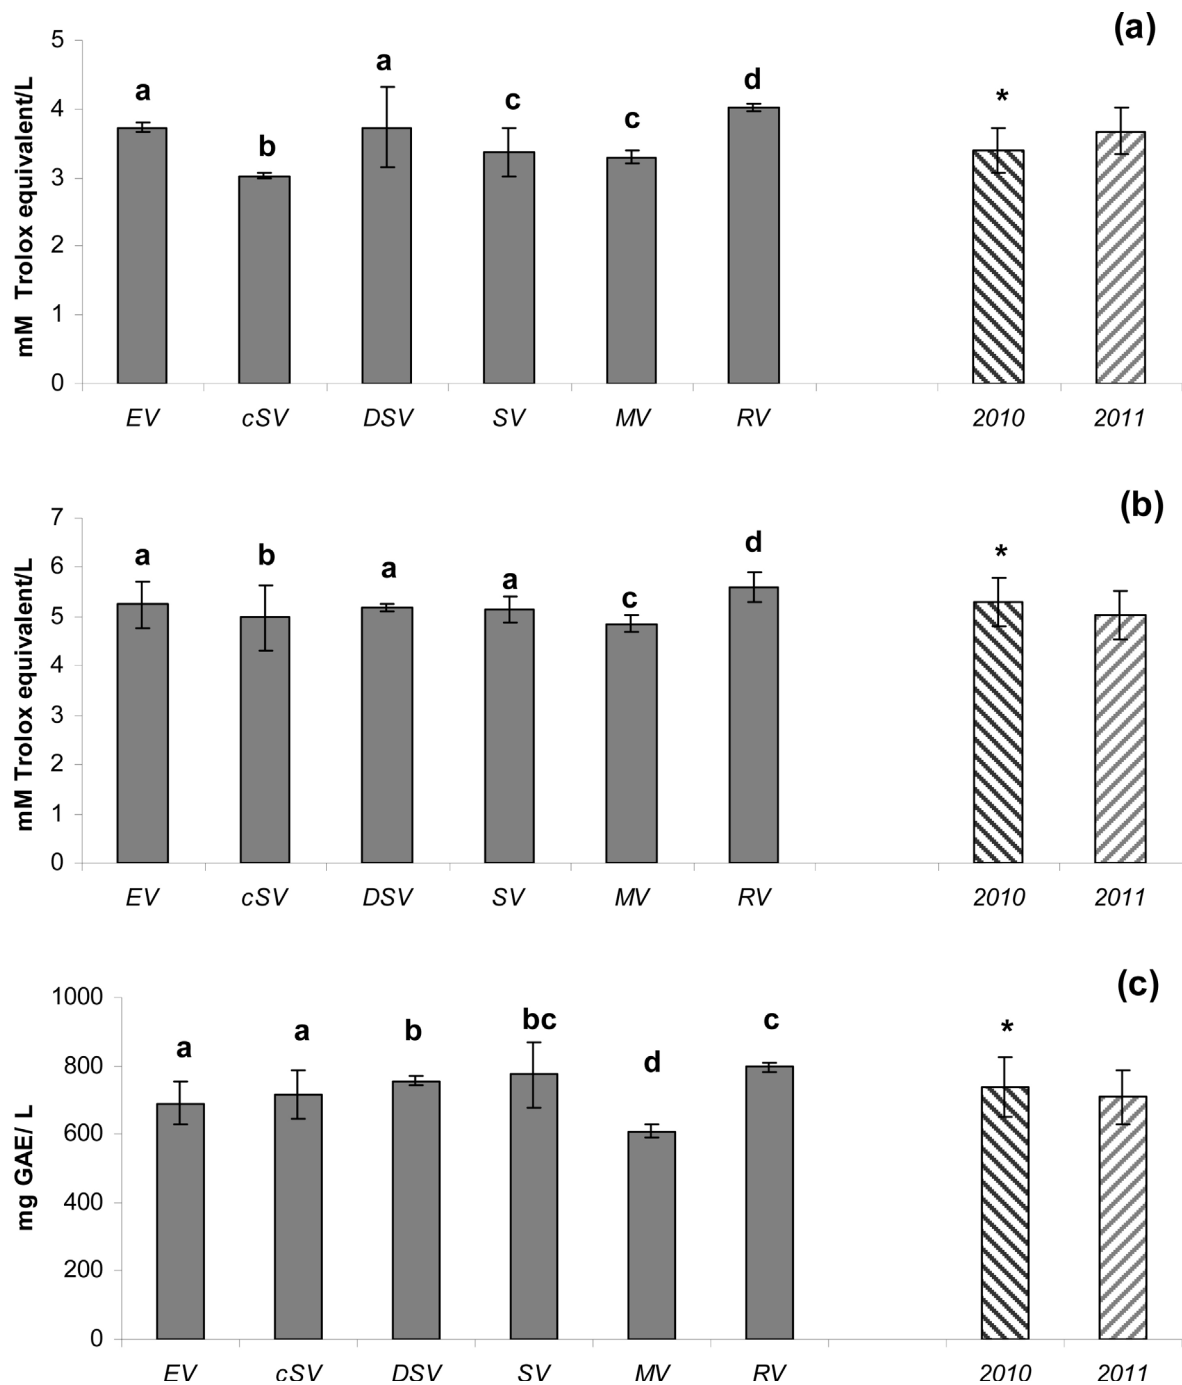 (a)
mM Trolox equivalent/L
5
4
3
2
1
0
a
b
a
c
c
d
*
EV cSV DSV SV MV RV 2010 2011
(b)
mM Trolox equivalent/L
7
6
5
4
3
2
1
0
a
b
a
a
c
d
*
EV cSV DSV SV MV RV 2010 2011
(c)
mg GAE/ L
1000
800
600
400
200
0
a
a
b
bc
d
c
*
EV cSV DSV SV MV RV 2010 2011